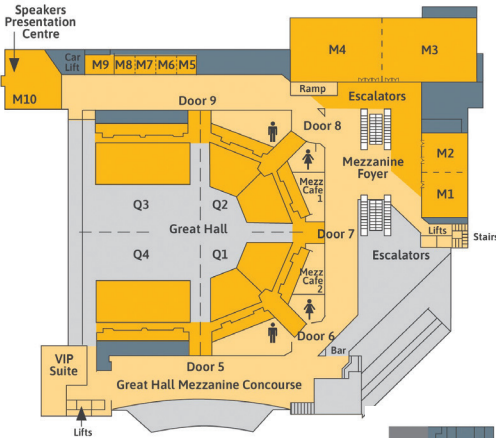 Speakers
Presentation
Centre
Car
Lift
M9
M8
M7
M6
M5
M4
M3
M10
Ramp
Door 9
Escalators
Door 8
Mezzanine
Foyer
M2
M1
Mezz
Cafe
1
Q3
Q2
Great Hall
Door 7
Lifts
Stairs
Q4
Q1
Escalators
Mezz
Cafe
2
Door 6
Bar
VIP
Suite
Door 5
Great Hall Mezzanine Concourse
Lifts